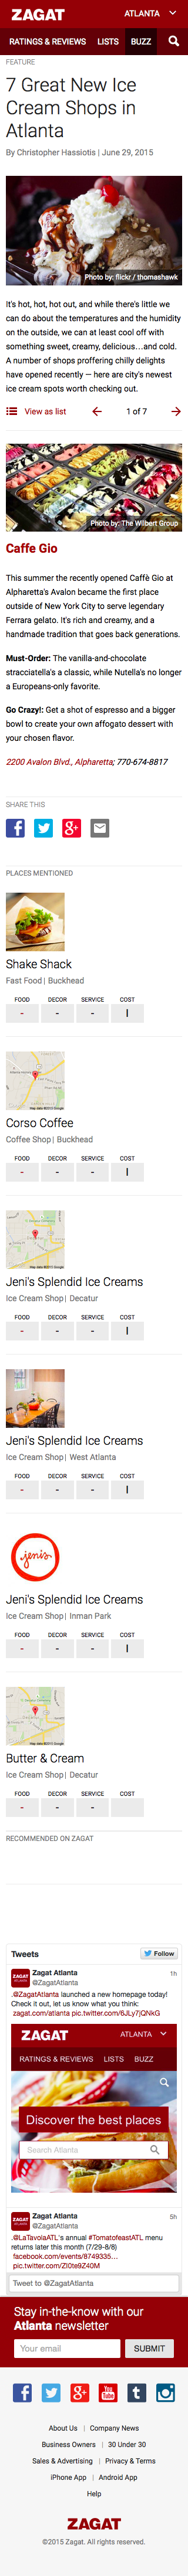 ZAGAT
ATLANTA
RATINGS & REVIEWS LISTS BUZZ
FEATURE
7 Great New Ice
Cream Shops in
Atlanta
By Christopher Hassiotis | June 29, 2015
Photo by: flickr / thomashawk
It's hot, hot, hot out, and while there's little we
can do about the temperatures and the humidity
on the outside, we can at least cool off with
something sweet, creamy, delicious...and cold.
A number of shops proffering chilly delights
have opened recently — here are city's newest
ice cream spots worth checking out.
View as list
1 of 7
Photo by: The Wilbert Group
Caffe Gio
This summer the recently opened Caffè Gio at
Alpharetta's Avalon became the first place
outside of New York City to serve legendary
Ferrara gelato. It's rich and creamy, and a
handmade tradition that goes back generations.
Must-Order: The vanilla-and-chocolate
stracciatella's a classic, while Nutella's no longer
a Europeans-only favorite.
Go Crazy!: Get a shot of espresso and a bigger
bowl to create your own affogato dessert with
your chosen flavor.
2200 Avalon Blvd., Alpharetta; 770-674-8817
SHARE THIS
PLACES MENTIONED
Shake Shack
Fast Food | Buckhead
FOOD DECOR SERVICE COST
- - - I
Corso Coffee
Coffee Shop | Buckhead
FOOD DECOR SERVICE COST
- - - I
Jeni's Splendid Ice Creams
Ice Cream Shop | Decatur
FOOD DECOR SERVICE COST
- - - I
Jeni's Splendid Ice Creams
Ice Cream Shop | West Atlanta
FOOD DECOR SERVICE COST
- - - I
jenis
Jeni's Splendid Ice Creams
Ice Cream Shop | Inman Park
FOOD DECOR SERVICE COST
- - - I
Butter & Cream
Ice Cream Shop | Decatur
FOOD DECOR SERVICE COST
- - -
RECOMMENDED ON ZAGAT
Tweets
Follow
Zagat Atlanta 1h
@ZagatAtlanta
.@ZagatAtlanta launched a new homepage today!
Check it out, let us know what you think:
zagat.com/atlanta pic.twitter.com/6JLy7jQNkG
ZAGAT
ATLANTA
RATINGS & REVIEWS LISTS BUZZ
Discover the best places
Search Atlanta
Zagat Atlanta 5h
@ZagatAtlanta
.@LaTavolaATL's annual #TomatofeastATL menu
returns later this month (7/29-8/8)
facebook.com/events/8749335...
pic.twitter.com/Zl0te9Z40M
Tweet to @ZagatAtlanta
Stay in-the-know with our
Atlanta newsletter
Your email
SUBMIT
About Us | Company News
Business Owners | 30 Under 30
Sales & Advertising | Privacy & Terms
iPhone App | Android App
Help
ZAGAT
©2015 Zagat. All rights reserved.